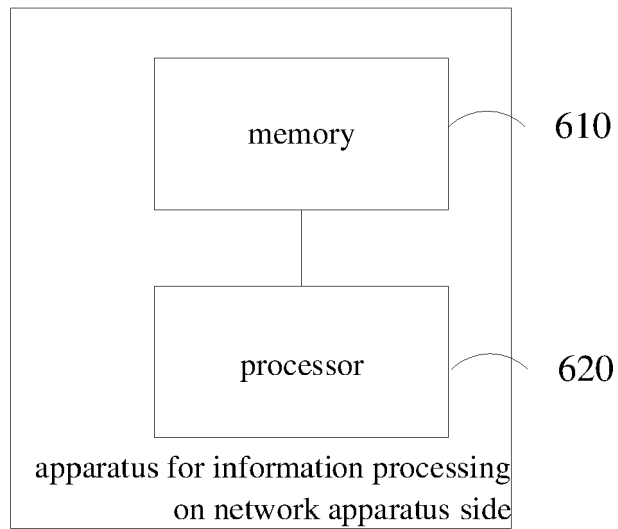 memory
610
processor
620
apparatus for information processing
on network apparatus side